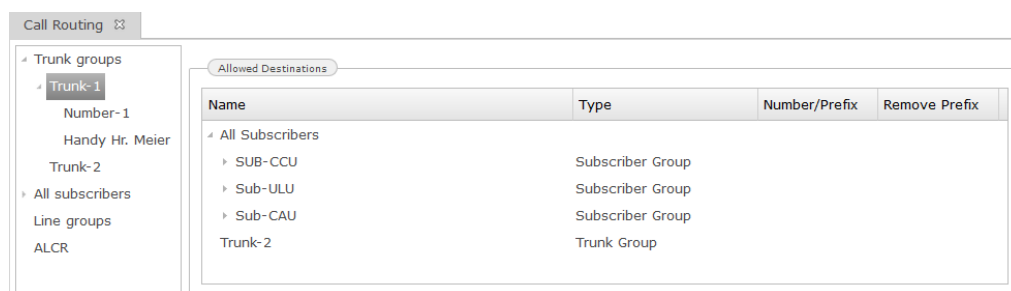 Call Routing
Trunk groups
Trunk-1
Number-1
Handy Hr. Meier
Trunk-2
All subscribers
Line groups
ALCR
Allowed Destinations
Name Type Number/Prefix Remove Prefix
All Subscribers
SUB-CCU Subscriber Group
Sub-ULU Subscriber Group
Sub-CAU Subscriber Group
Trunk-2 Trunk Group